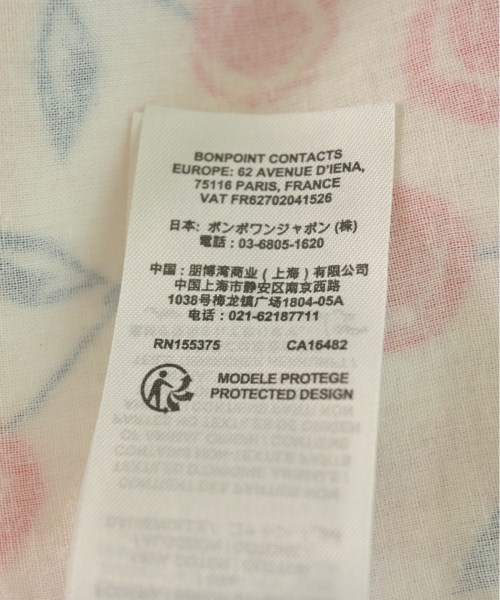 BONPOINT CONTACTS
EUROPE: 62 AVENUE D'IENA,
75116 PARIS, FRANCE
VAT FR62702041526
日本: ボンポワンジャポン (株)
電話 : 03-6805-1620
中国 : 朋博湾商业 ( 上海 ) 有限公司
中国上海市静安区南京西路
1038号梅龙镇广场1804-05A
电话 : 021-62187711
RN155375 CA16482
MODELE PROTEGE
PROTECTED DESIGN